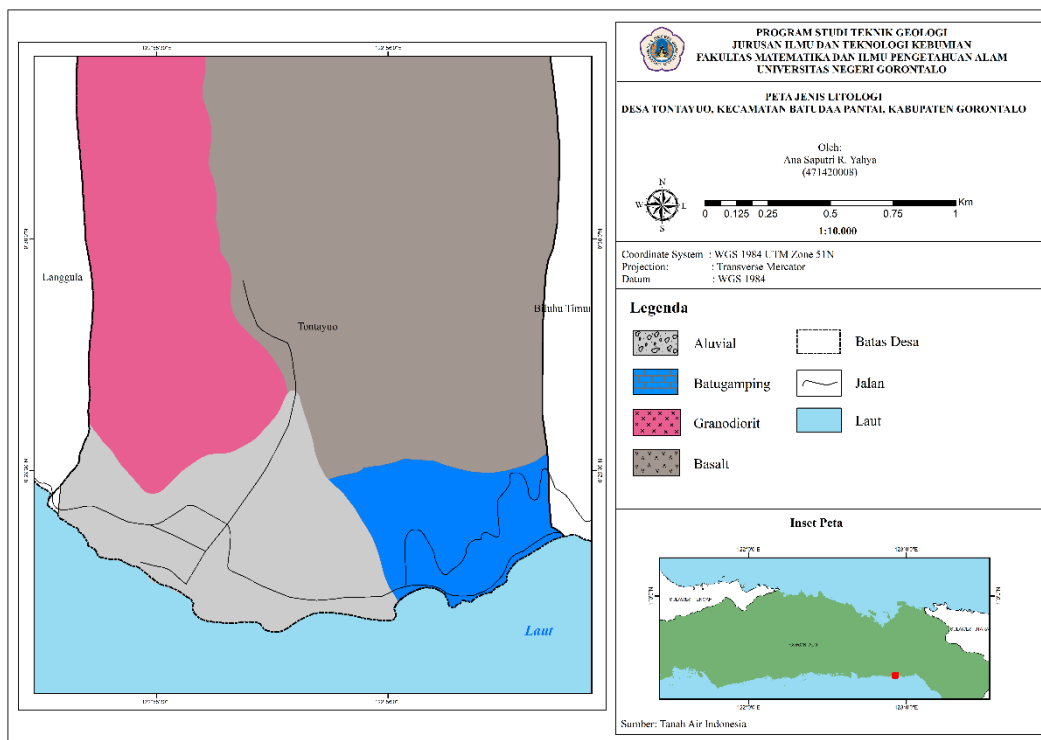 PROGRAM STUDI TEKNIK GEOLOGI
JURUSAN ILMU DAN TEKNOLOGI KEBUMIAN
FAKULTAS MATEMATIKA DAN ILMU PENGETAHUAN ALAM
UNIVERSITAS NEGERI GORONTALO
PETA JENIS LITOLOGI
DESA TONTAYUO, KECAMATAN BATUDAA PANTAI, KABUPATEN GORONTALO
Oleh:
Ana Saputri R. Yahya
(471420008)
N
W L
S
0 0.125 0.25 0.5 0.75 1 Km
1:10.000
Coordinate System : WGS 1984 UTM Zone 51N
Projection: : Transverse Mercator
Datum : WGS 1984
Legenda
Aluvial
Batugamping
Granodiorit
Basalt
Batas Desa
Jalan
Laut
Inset Peta
Sumber: Tanah Air Indonesia
Langgula
Tontayuo
Biluhu Timur
Laut